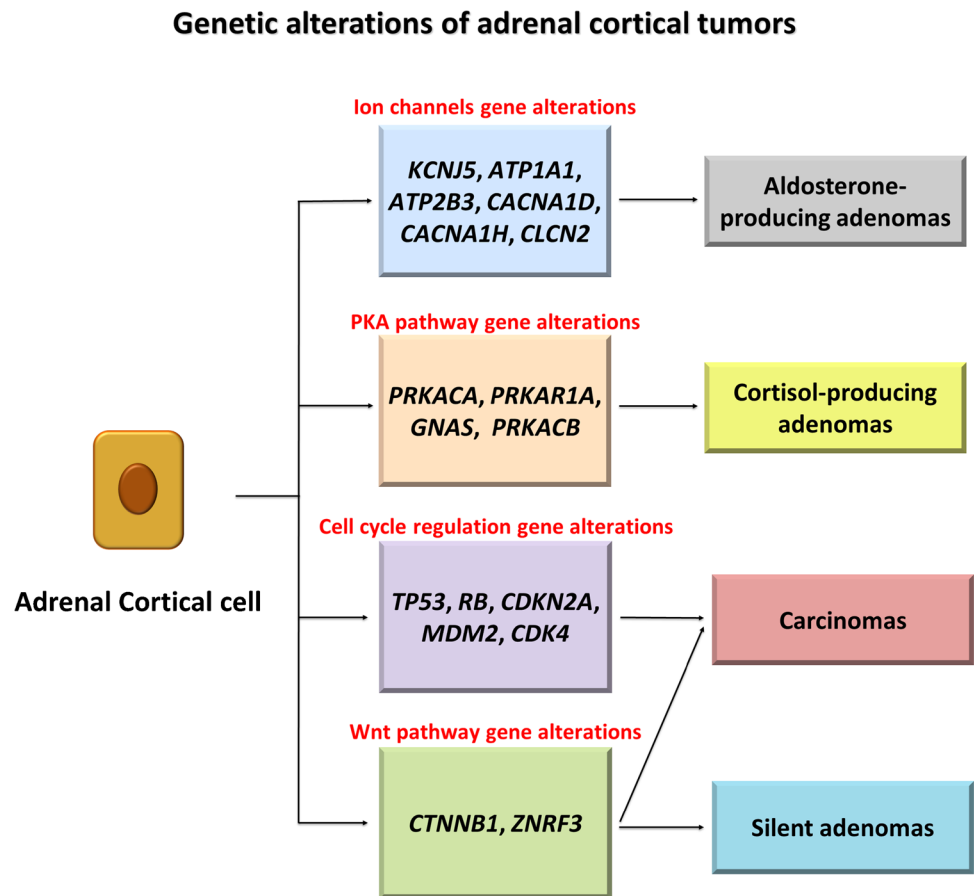 Genetic alterations of adrenal cortical tumors
Ion channels gene alterations
KCNJ5, ATP1A1,
ATP2B3, CACNA1D,
CACNA1H, CLCN2
Aldosterone-
producing adenomas
PKA pathway gene alterations
PRKACA, PRKAR1A,
GNAS, PRKACB
Cortisol-producing
adenomas
Cell cycle regulation gene alterations
Adrenal Cortical cell
TP53, RB, CDKN2A,
MDM2, CDK4
Carcinomas
Wnt pathway gene alterations
CTNNB1, ZNRF3
Silent adenomas